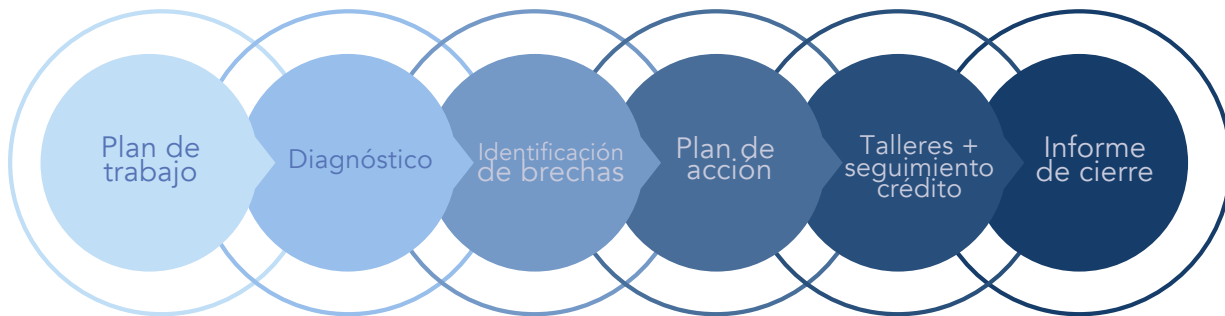 Plan de
trabajo
Diagnóstico
Identificación
de brechas
Plan de
acción
Talleres +
seguimiento
crédito
Informe
de cierre